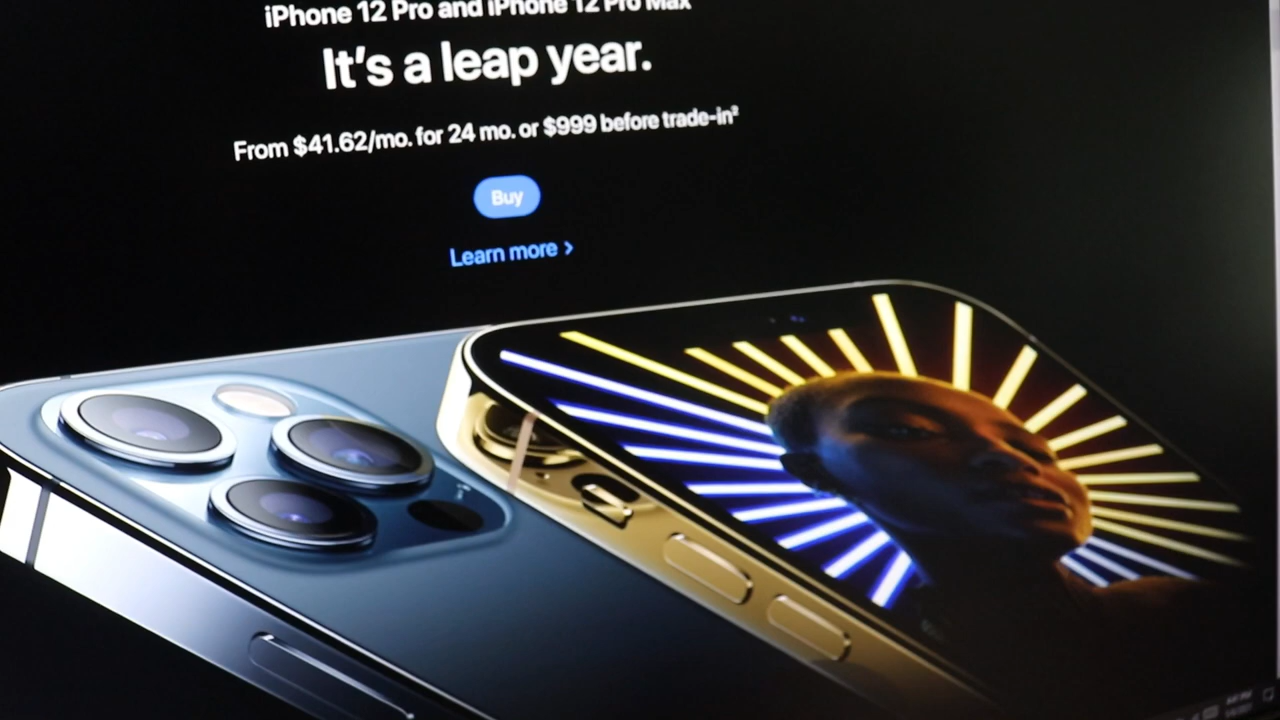 iPhone 12 Pro and iPhone 12 Pro Max
It's a leap year.
From $41.62/mo. for 24 mo. or $999 before trade-in²
Buy
Learn more >